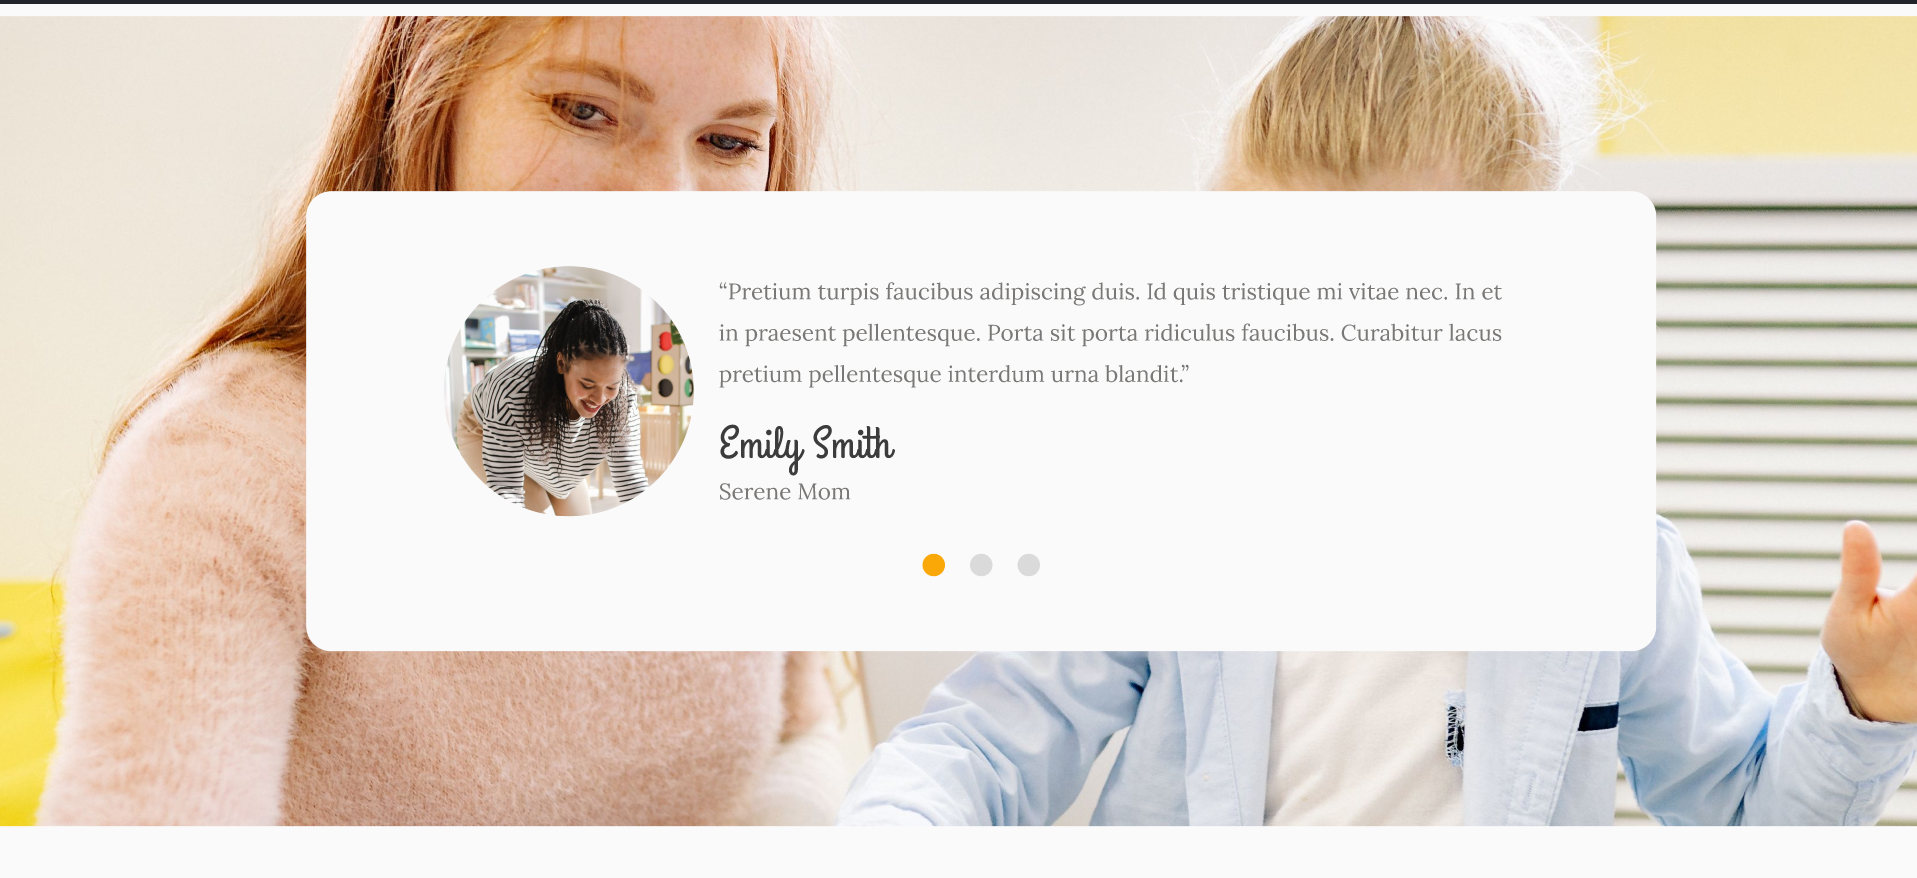 “Pretium turpis faucibus adipiscing duis. Id quis tristique mi vitae nec. In et
in praesent pellentesque. Porta sit porta ridiculus faucibus. Curabitur lacus
pretium pellentesque interdum urna blandit.”
Emily Smith
Serene Mom